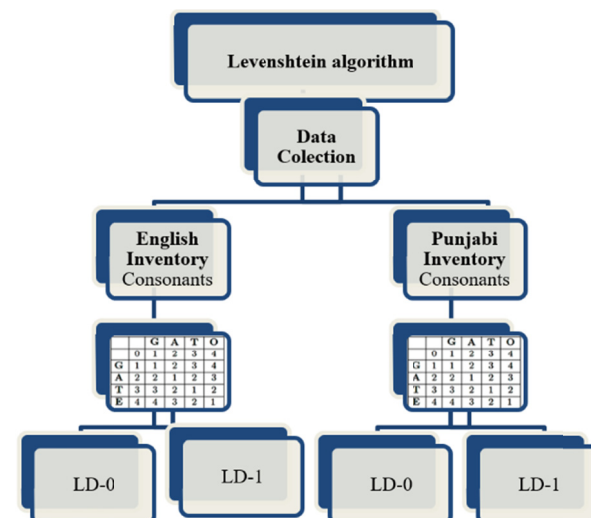 Levenshtein algorithm
Data
Colection
English
Inventory
Consonants
Punjabi
Inventory
Consonants
G A T O
0 1 2 3 4
G 1 1 2 3 4
A 2 2 1 2 3
T 3 3 2 1 2
E 4 4 3 2 1
G A T O
0 1 2 3 4
G 1 1 2 3 4
A 2 2 1 2 3
T 3 3 2 1 2
E 4 4 3 2 1
LD-0
LD-1
LD-0
LD-1